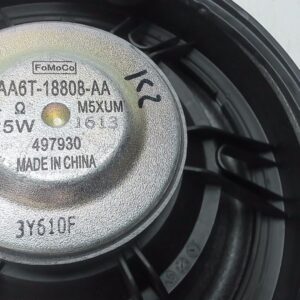 FoMoCo
AA6T-18808-AA
Ω M5XUM
5W 1613
497930
MADE IN CHINA
3Y610F